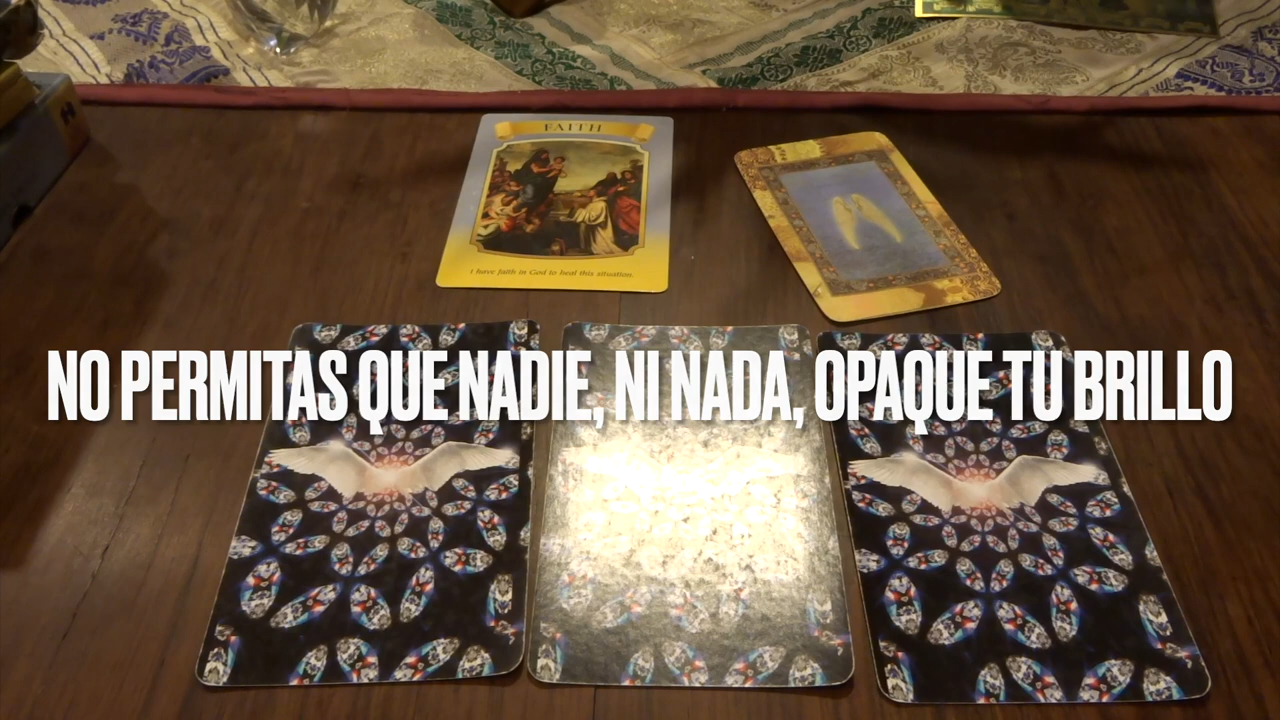 FAITH
I have faith in God to heal this situation.
NO PERMITAS QUE NADIE, NI NADA, OPAQUE TU BRILLO